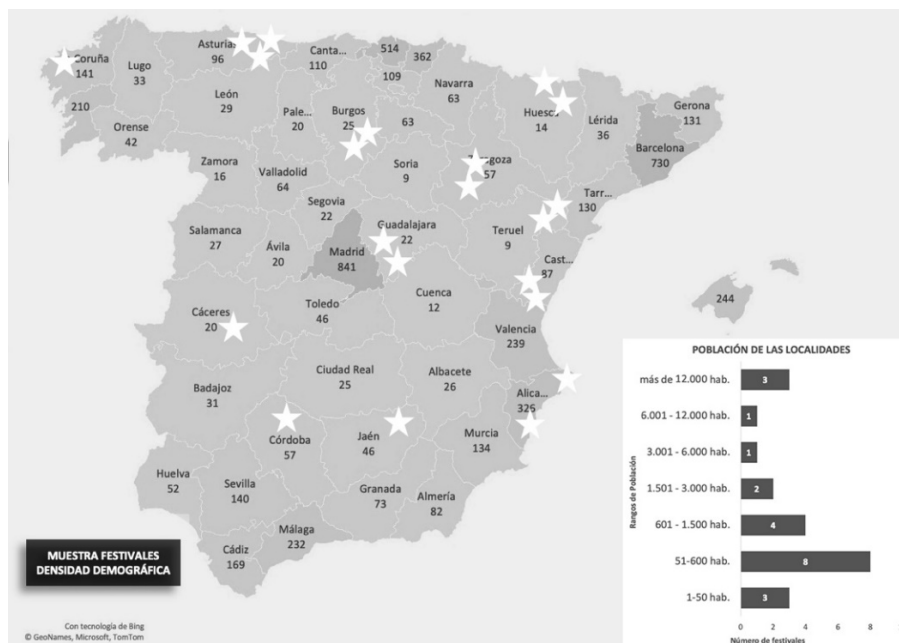 Asturias
96
Canta...
110
514
362
Coruña
141
Lugo
33
109
Navarra
63
León
29
Pale...
20
Burgos
25
63
Huesca
14
Lérida
36
Gerona
131
210
Orense
42
Barcelona
730
Zamora
16
Valladolid
64
Soria
9
57
Tarr...
130
Segovia
22
Guadalajara
22
Teruel
9
Salamanca
27
Ávila
20
Madrid
841
Cast...
87
Cáceres
20
Toledo
46
Cuenca
12
244
Valencia
239
Badajoz
31
Ciudad Real
25
Albacete
26
Alica...
326
Córdoba
57
Jaén
46
Murcia
134
Huelva
52
Sevilla
140
Granada
73
Almería
82
Málaga
232
Cádiz
169
MUESTRA FESTIVALES
DENSIDAD DEMOGRÁFICA
Con tecnología de Bing
© GeoNames, Microsoft, TomTom
POBLACIÓN DE LAS LOCALIDADES
Rangos de Población
más de 12.000 hab. 3
6.001 - 12.000 hab. 1
3.001 - 6.000 hab. 1
1.501 - 3.000 hab. 2
601 - 1.500 hab. 4
51-600 hab. 8
1-50 hab. 3
0 2 4 6 8
Número de festivales